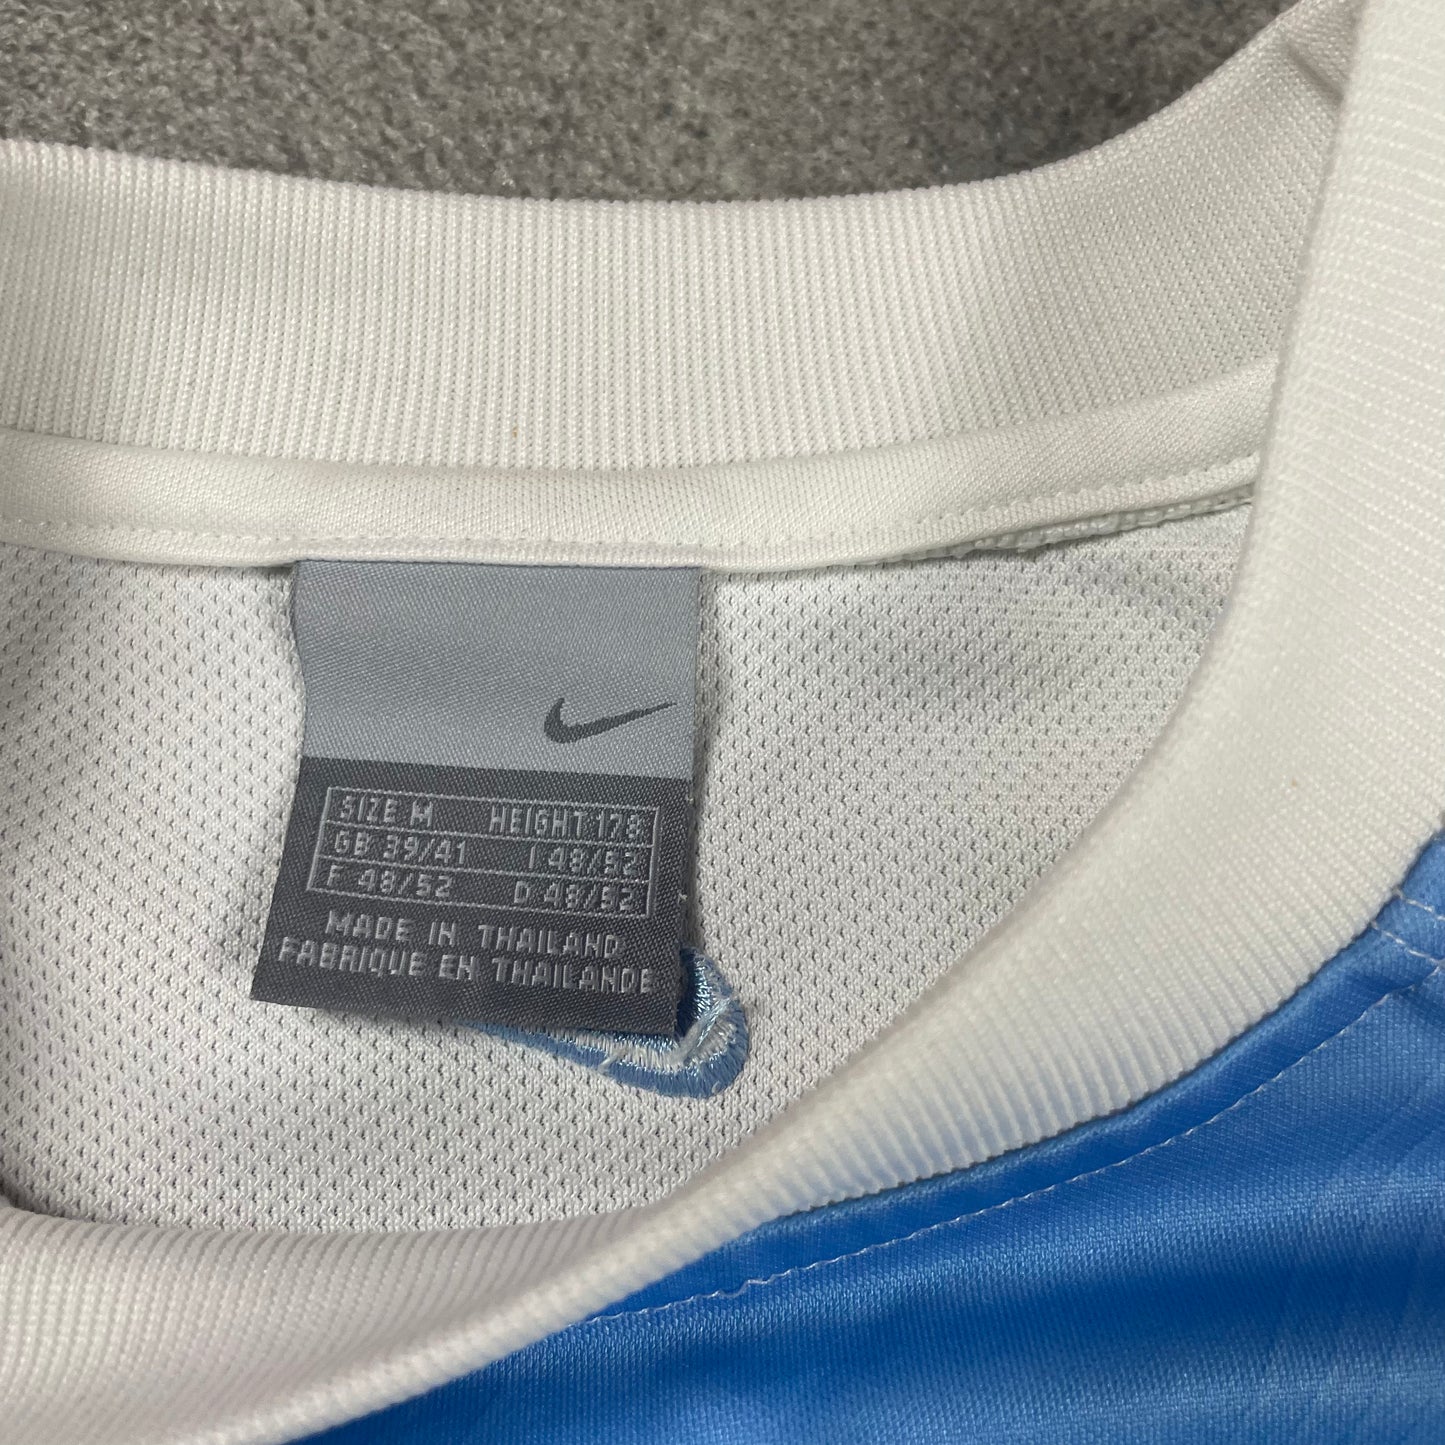 SIZE M HEIGHT 178
GB 39/41 I 48/52
F 48/52 D 48/52
MADE IN THAILAND
FABRIQUE EN THAILANDE